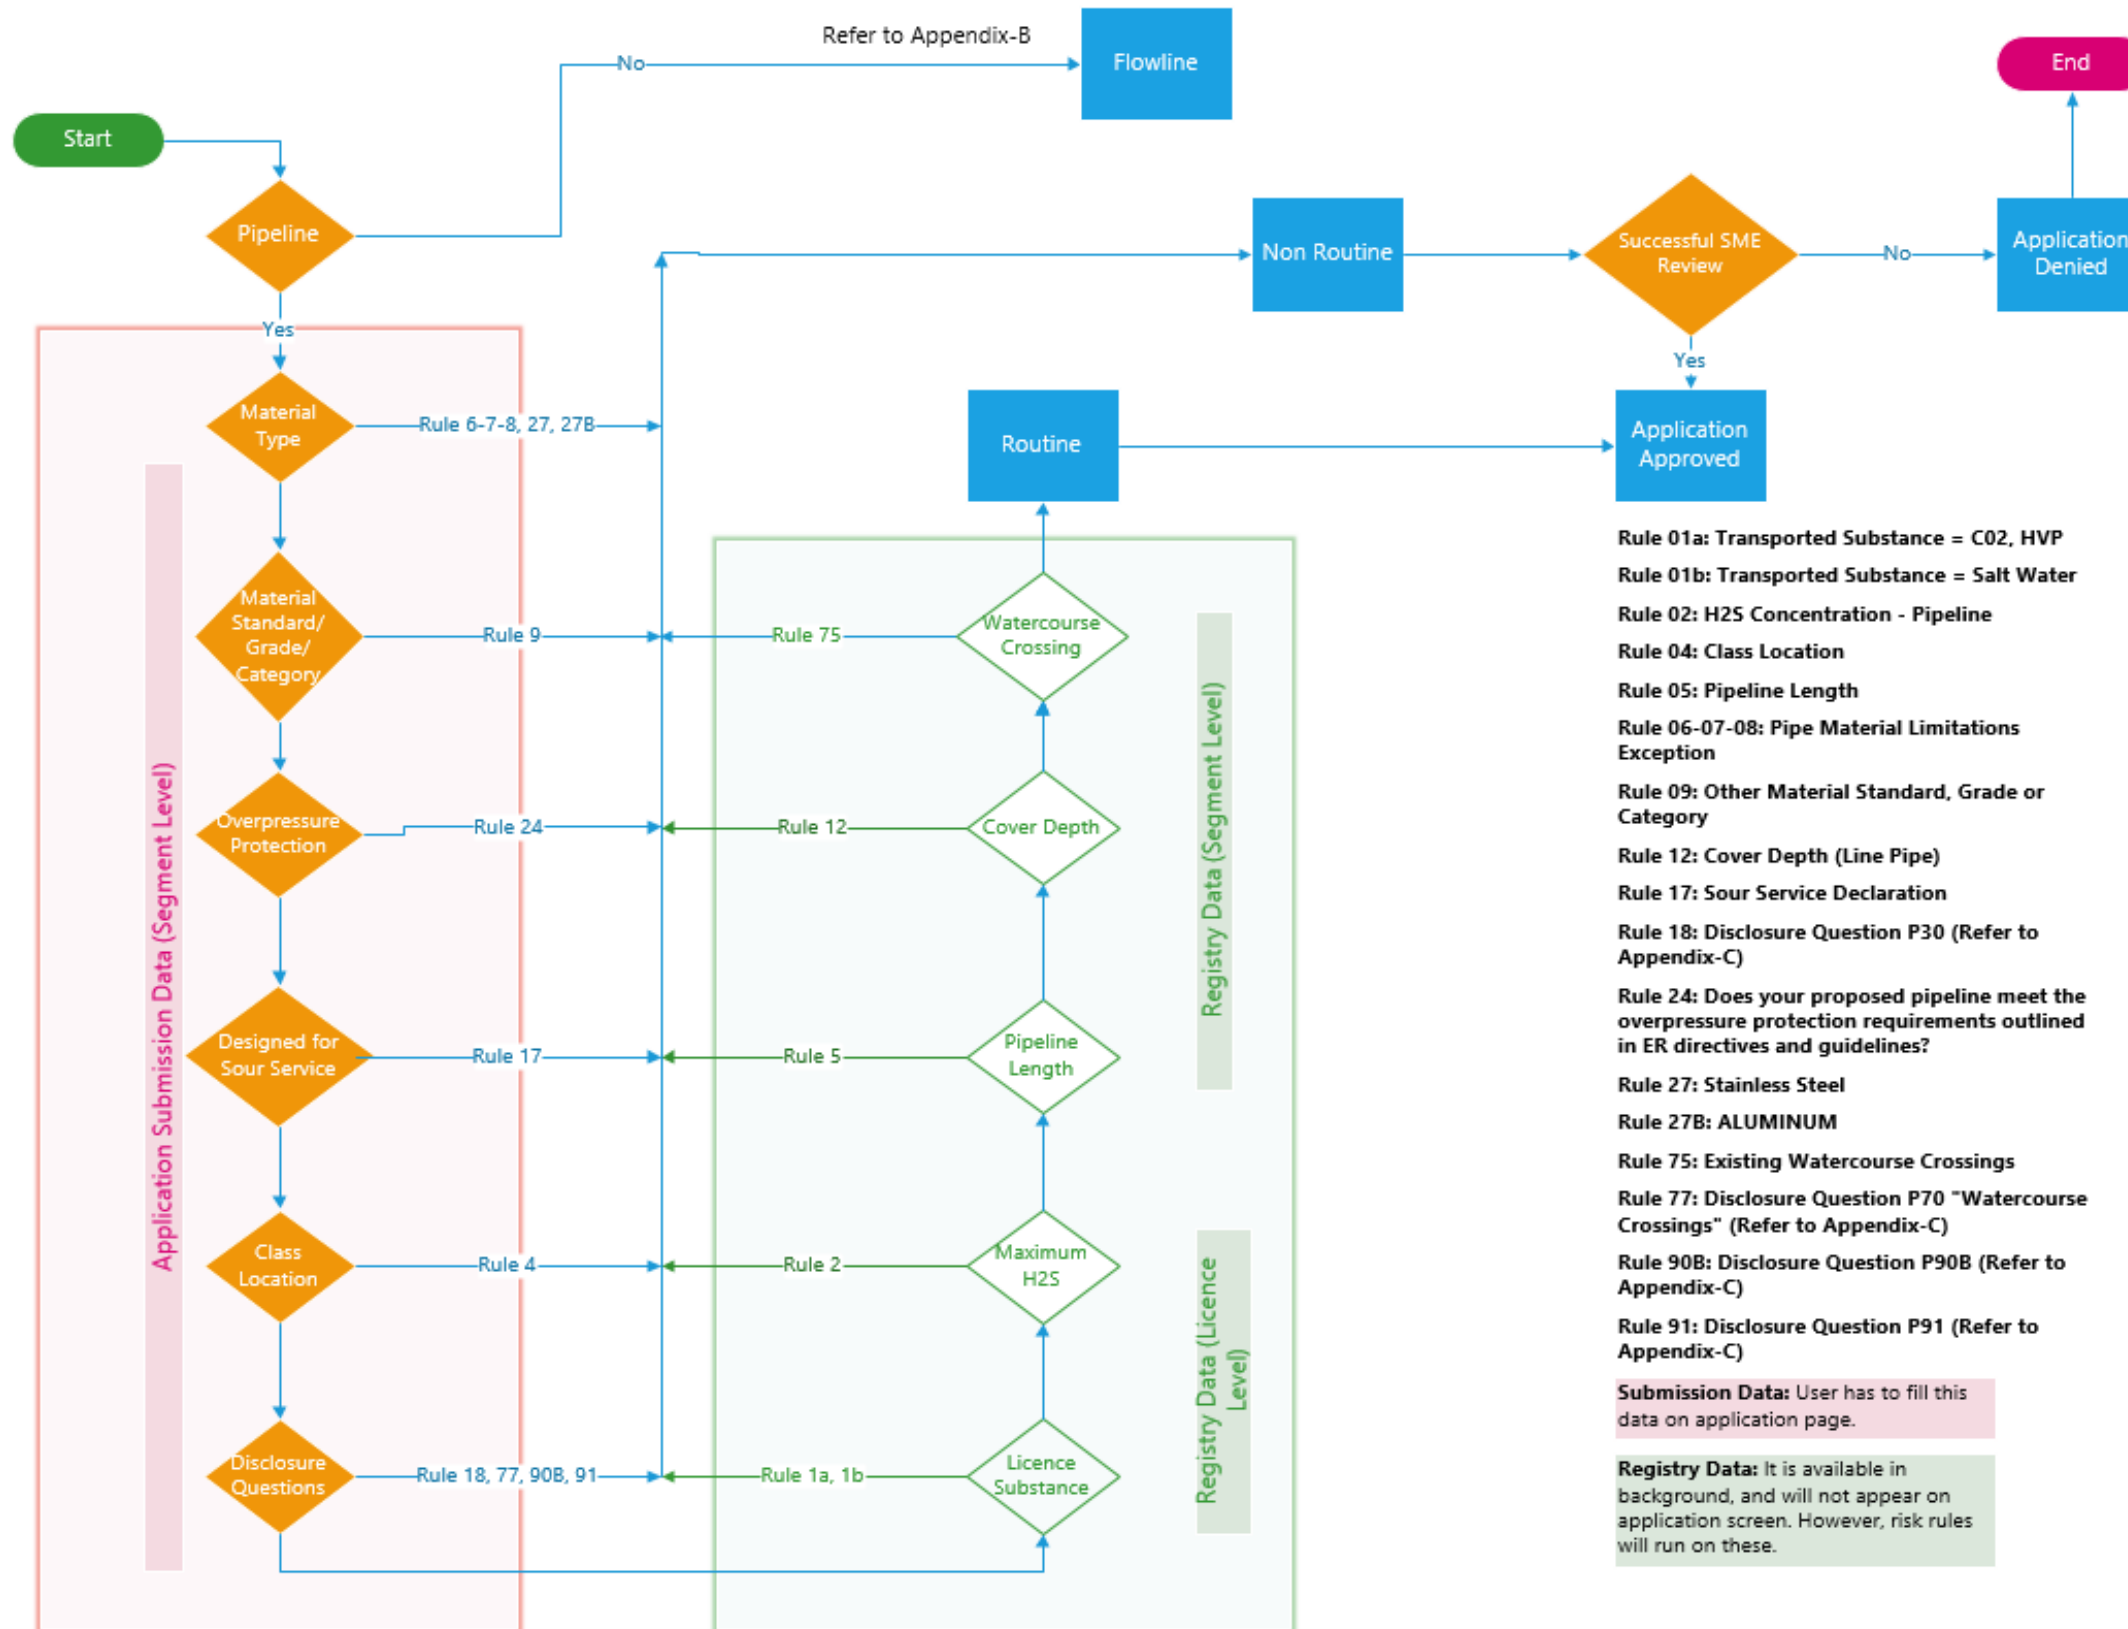 Refer to Appendix-B
No
Flowline
End
Start
Pipeline
Non Routine
Successful SME
Review
No
Application
Denied
Yes
Yes
Material
Type
Rule 6-7-8, 27, 27B
Routine
Application
Approved
Material
Standard/
Grade/
Category
Rule 9
Rule 75
Watercourse
Crossing
Overpressure
Protection
Rule 24
Rule 12
Cover Depth
Designed for
Sour Service
Rule 17
Rule 5
Pipeline
Length
Class
Location
Rule 4
Rule 2
Maximum
H2S
Disclosure
Questions
Rule 18, 77, 90B, 91
Rule 1a, 1b
Licence
Substance
Application Submission Data (Segment Level)
Registry Data (Segment Level)
Registry Data (Licence
Level)
Rule 01a: Transported Substance = C02, HVP
Rule 01b: Transported Substance = Salt Water
Rule 02: H2S Concentration - Pipeline
Rule 04: Class Location
Rule 05: Pipeline Length
Rule 06-07-08: Pipe Material Limitations
Exception
Rule 09: Other Material Standard, Grade or
Category
Rule 12: Cover Depth (Line Pipe)
Rule 17: Sour Service Declaration
Rule 18: Disclosure Question P30 (Refer to
Appendix-C)
Rule 24: Does your proposed pipeline meet the
overpressure protection requirements outlined
in ER directives and guidelines?
Rule 27: Stainless Steel
Rule 27B: ALUMINUM
Rule 75: Existing Watercourse Crossings
Rule 77: Disclosure Question P70 "Watercourse
Crossings" (Refer to Appendix-C)
Rule 90B: Disclosure Question P90B (Refer to
Appendix-C)
Rule 91: Disclosure Question P91 (Refer to
Appendix-C)
Submission Data: User has to fill this
data on application page.
Registry Data: It is available in
background, and will not appear on
application screen. However, risk rules
will run on these.